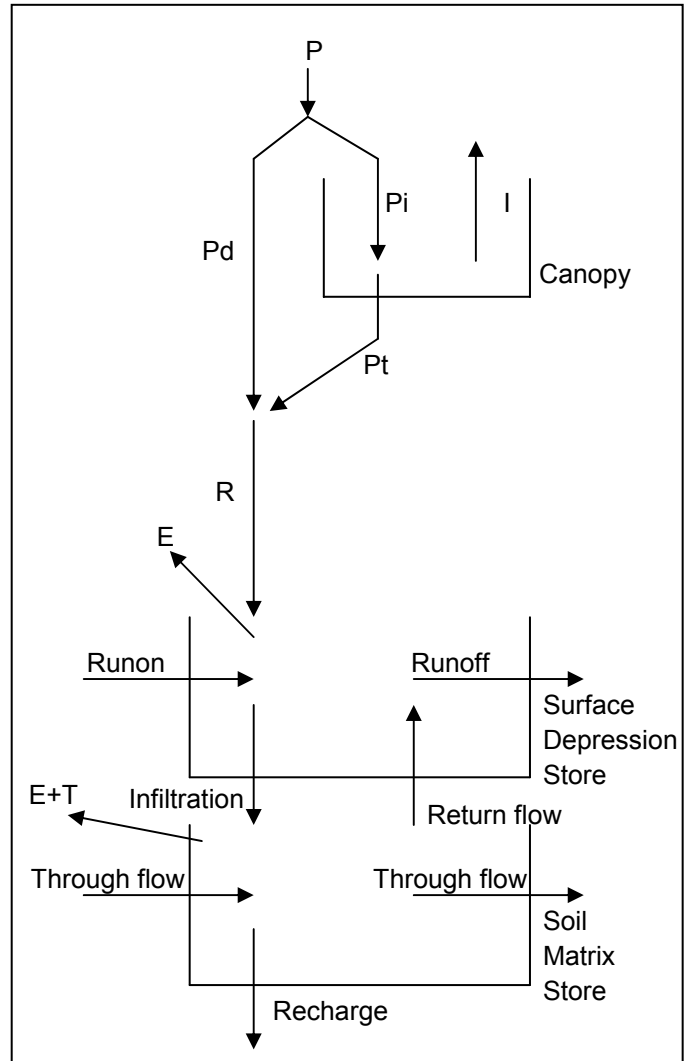 P
Pi
I
Pd
Canopy
Pt
R
E
Runon
Runoff
Surface
Depression
Store
E+T
Infiltration
Return flow
Through flow
Through flow
Soil
Matrix
Store
Recharge